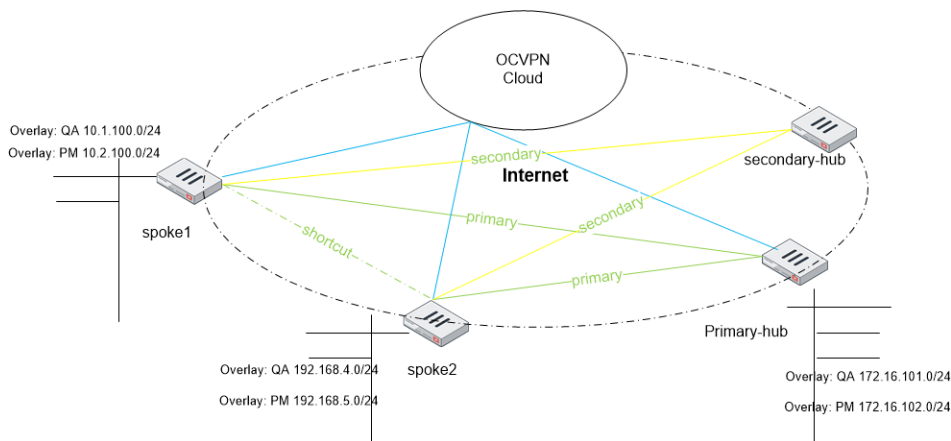 OCVPN
Cloud
Overlay: QA 10.1.100.0/24
Overlay: PM 10.2.100.0/24
secondary
Internet
secondary-hub
spoke1
primary
secondary
shortcut
primary
Primary-hub
spoke2
Overlay: QA 192.168.4.0/24
Overlay: PM 192.168.5.0/24
Overlay: QA 172.16.101.0/24
Overlay: PM 172.16.102.0/24